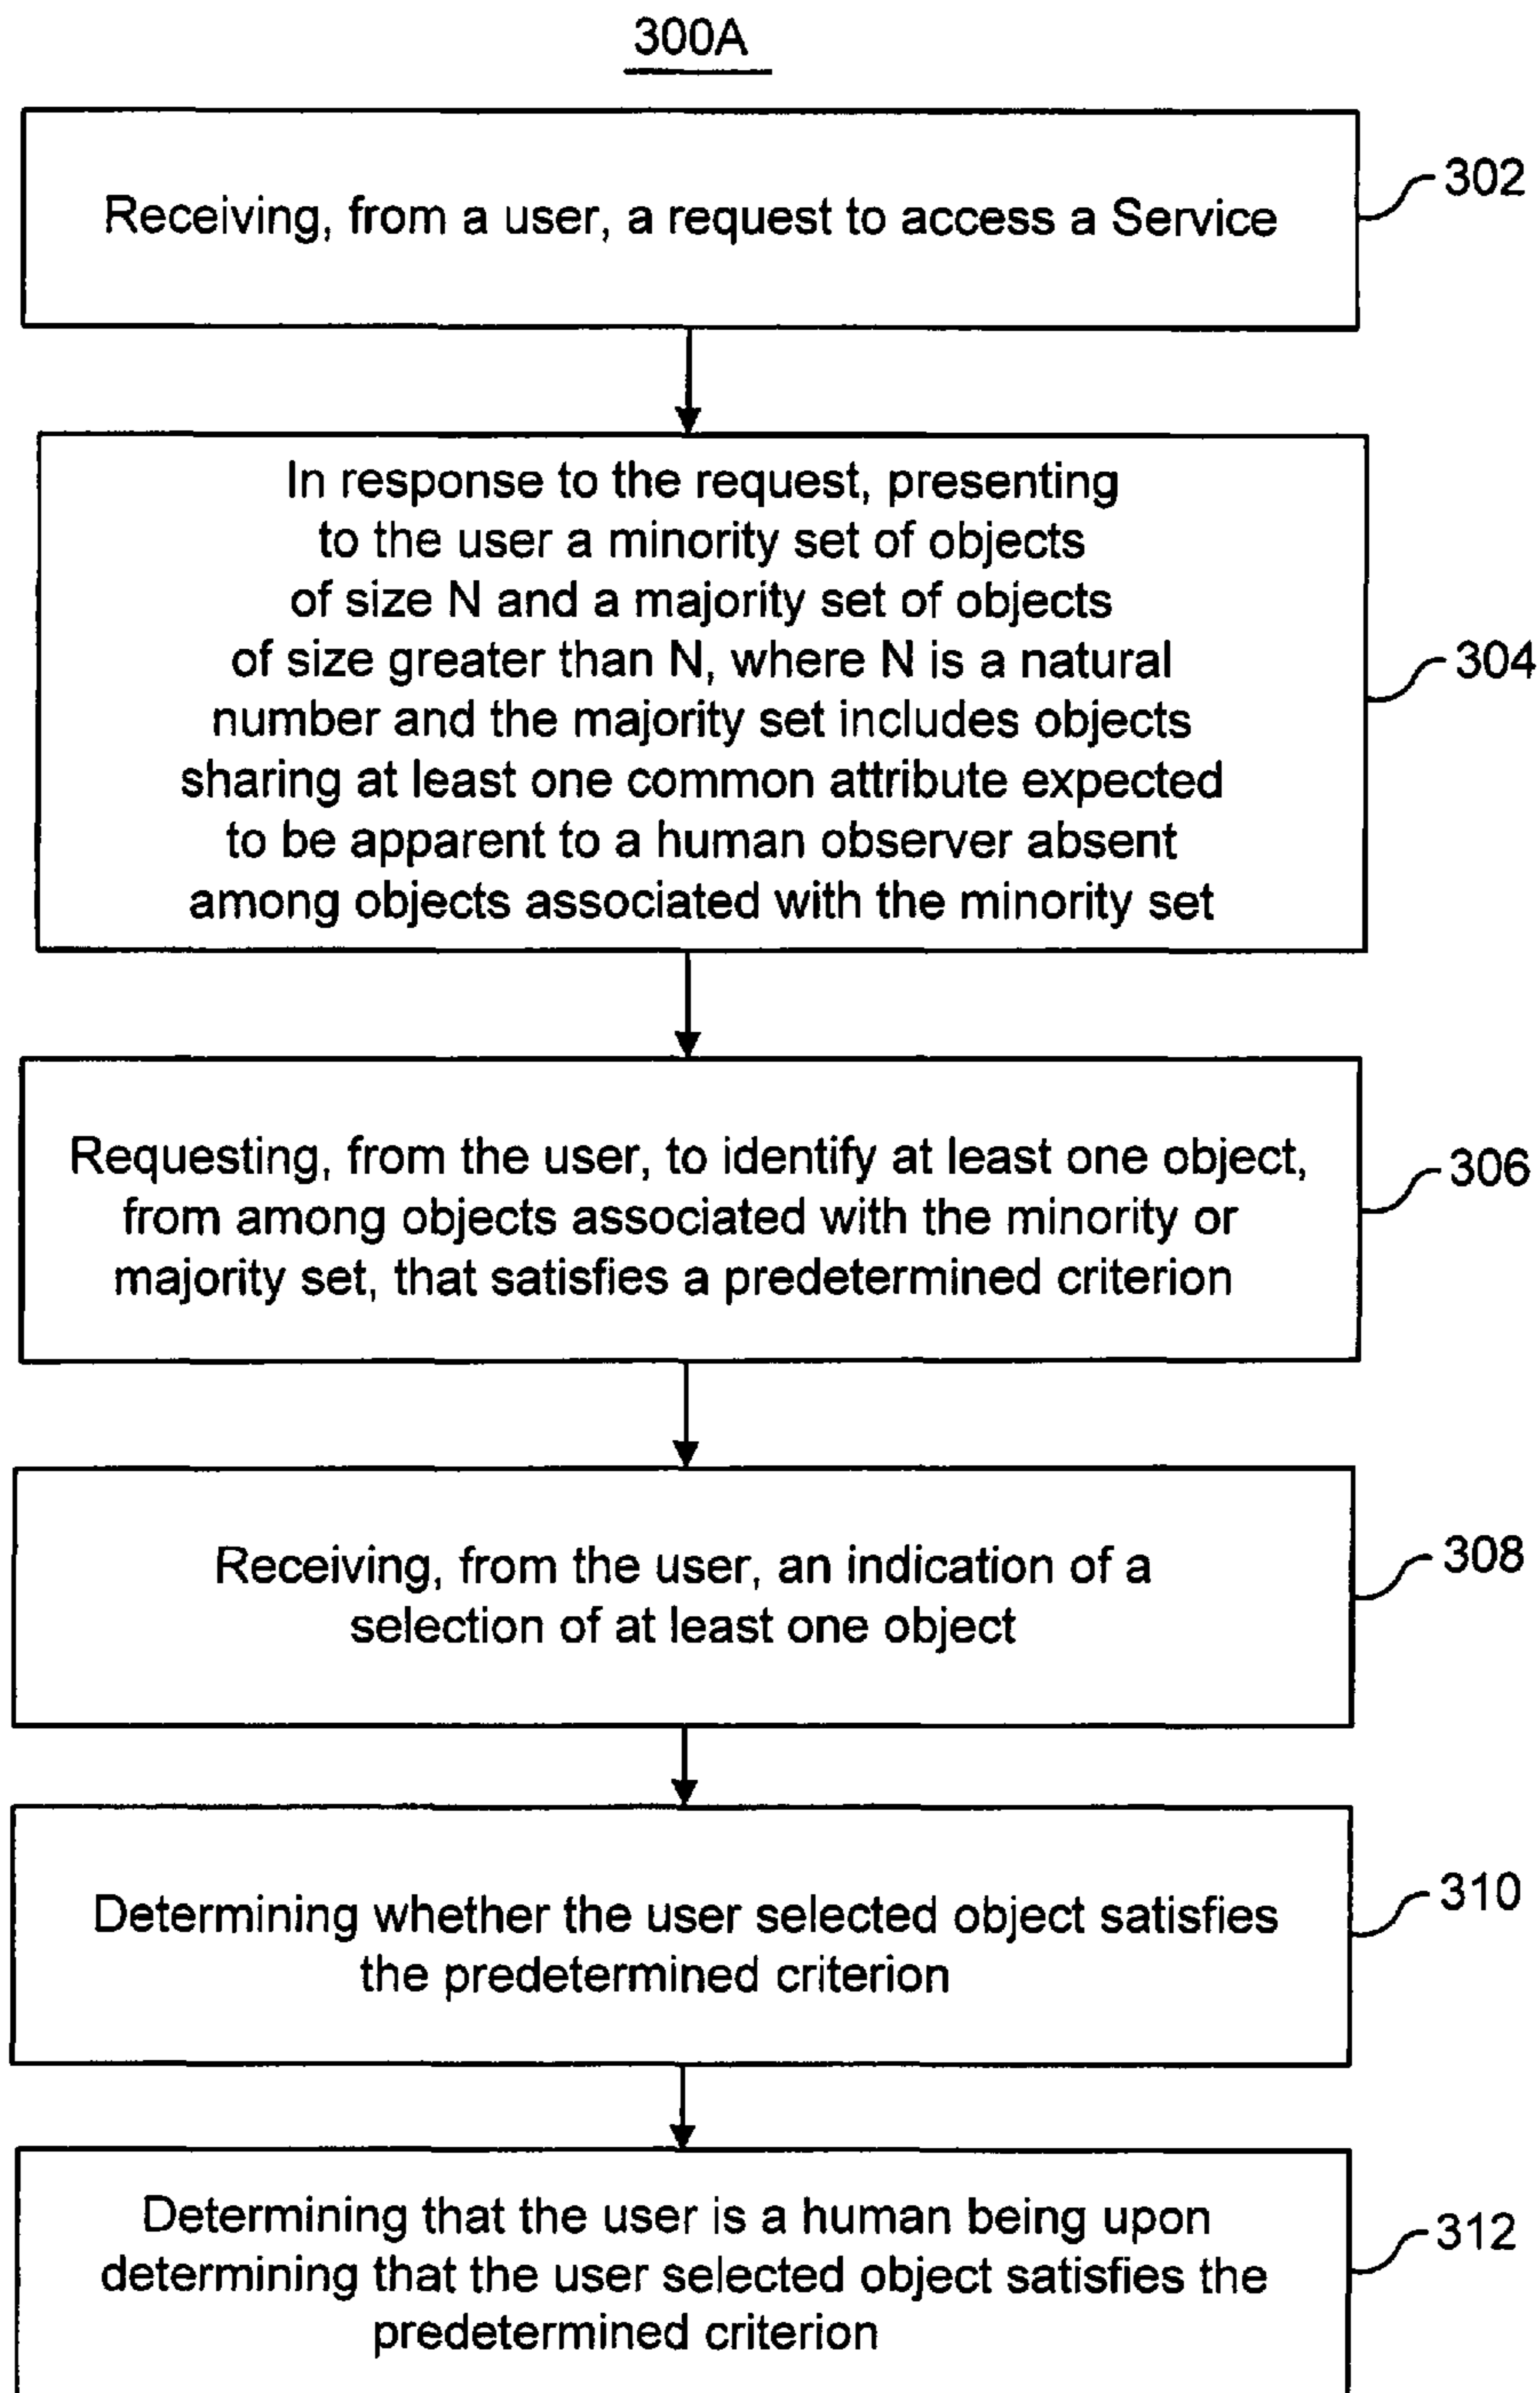 300A
Receiving, from a user, a request to access a Service
302
In response to the request, presenting
to the user a minority set of objects
of size N and a majority set of objects
of size greater than N, where N is a natural
number and the majority set includes objects
sharing at least one common attribute expected
to be apparent to a human observer absent
among objects associated with the minority set
304
Requesting, from the user, to identify at least one object,
from among objects associated with the minority or
majority set, that satisfies a predetermined criterion
306
Receiving, from the user, an indication of a
selection of at least one object
308
Determining whether the user selected object satisfies
the predetermined criterion
310
Determining that the user is a human being upon
determining that the user selected object satisfies the
predetermined criterion
312